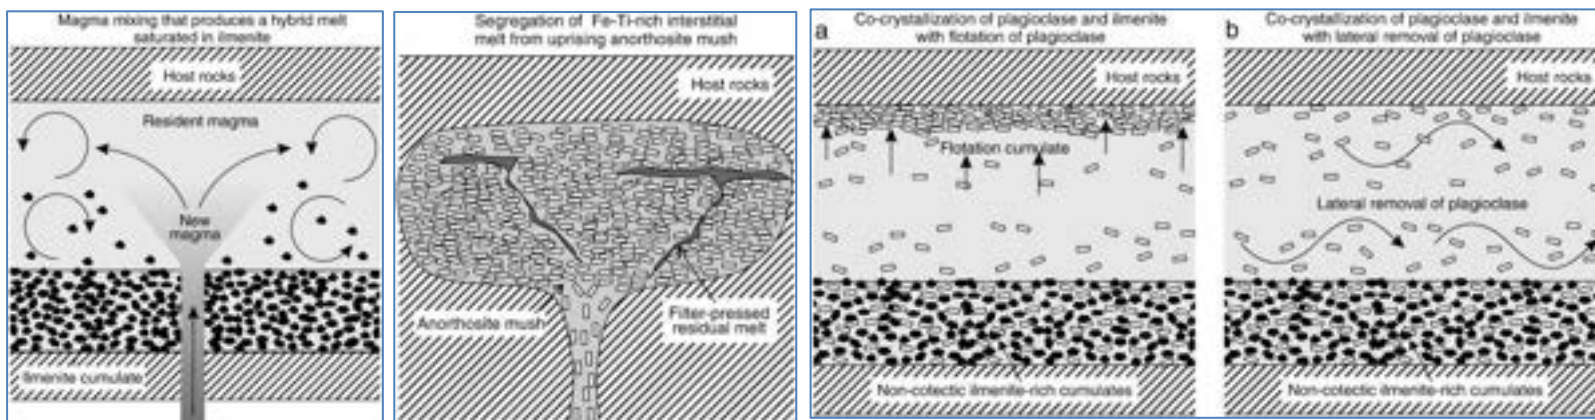 Magma mixing that produces a hybrid melt
saturated in ilmenite
Host rocks
Resident magma
New
magma
Ilmenite cumulate
Segregation of Fe-Ti-rich interstitial
melt from uprising anorthosite mush
Host rocks
Anorthosite mush
Filter-pressed
residual melt
a
Co-crystallization of plagioclase and ilmenite
with flotation of plagioclase
Host rocks
Flotation cumulate
Non-cotectic ilmenite-rich cumulates
b
Co-crystallization of plagioclase and ilmenite
with lateral removal of plagioclase
Host rocks
Lateral removal of plagioclase
Non-cotectic ilmenite-rich cumulates